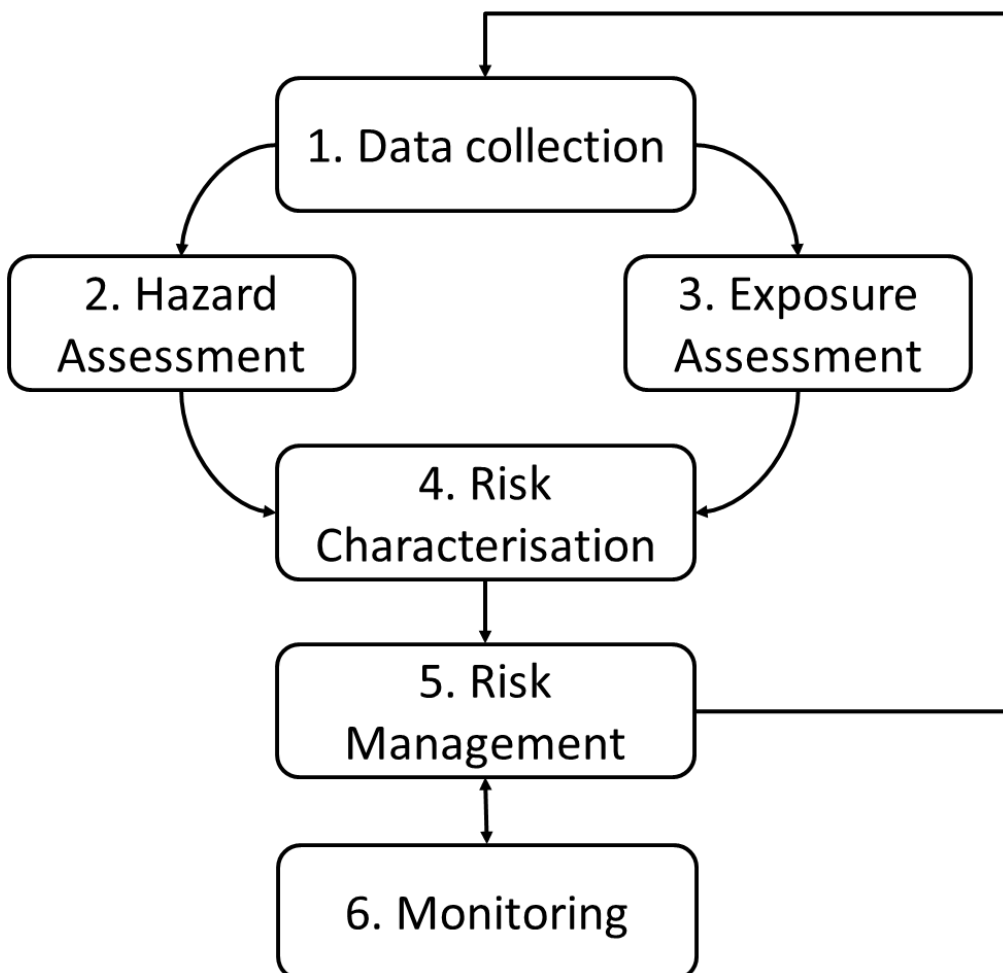 1. Data collection
2. Hazard
Assessment
3. Exposure
Assessment
4. Risk
Characterisation
5. Risk
Management
6. Monitoring